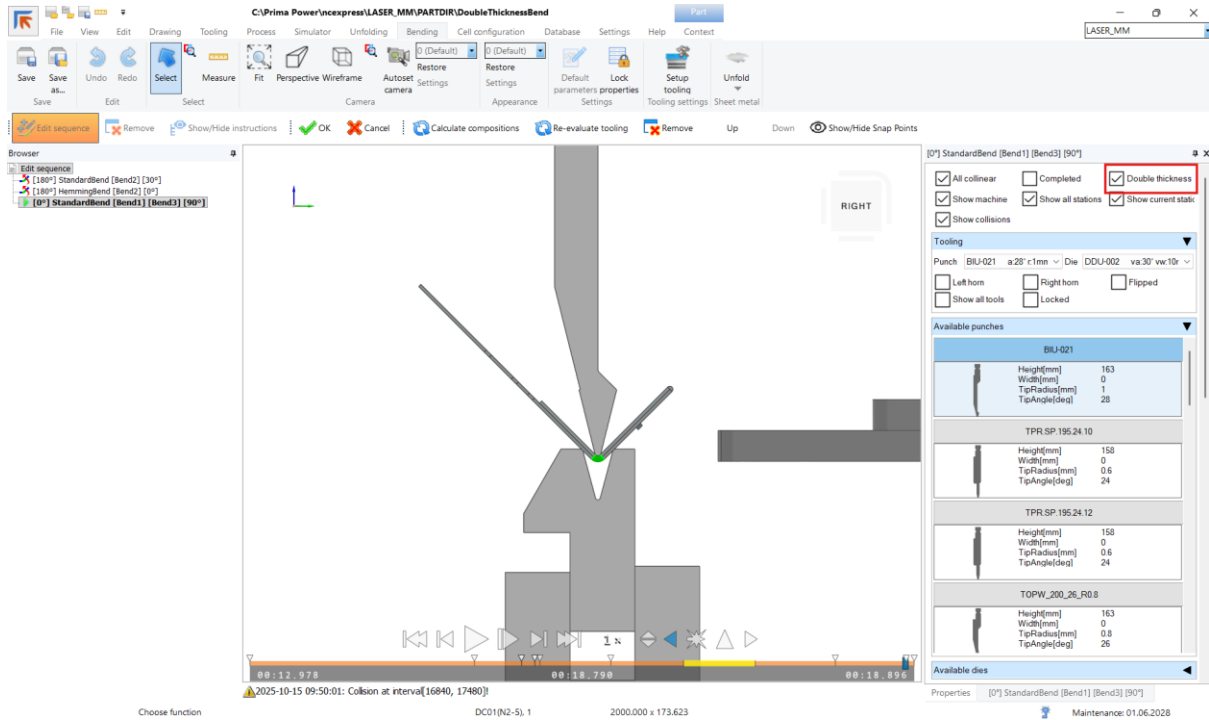 C:\Prima Power\ncexpress\LASER_MM\PARTDIR\DoubleThicknessBend
Part
File View Edit Drawing Tooling Process Simulator Unfolding Bending Cell configuration Database Settings Help Context
LASER_MM
Save Save as... Undo Redo Select Measure Fit Perspective Wireframe Autoset camera
0 (Default) Restore Settings
0 (Default) Restore Settings
Default parameters Lock properties Setup tooling Unfold
Save Edit Select Camera Appearance Settings Tooling settings Sheet metal
Edit sequence Remove Show/Hide instructions OK Cancel Calculate compositions Re-evaluate tooling Remove Up Down Show/Hide Snap Points
Browser
Edit sequence
[180°] StandardBend [Bend2] [30°]
[180°] HemmingBend [Bend2] [0°]
[0°] StandardBend [Bend1] [Bend3] [90°]
RIGHT
1 x
00:12.978 00:18.790 00:18.896
2025-10-15 09:50:01: Colision at interval[16840, 17480]!
[0°] StandardBend [Bend1] [Bend3] [90°]
All collinear Completed Double thickness
Show machine Show all stations Show current static
Show collisions
Tooling
Punch BIU-021 a:28° r:1mn Die DDU-002 va:30° vw:10r
Left horn Right horn Flipped
Show all tools Locked
Available punches
BIU-021
Height[mm] 163
Width[mm] 0
TipRadius[mm] 1
TipAngle[deg] 28
TPR.SP.195.24.10
Height[mm] 158
Width[mm] 0
TipRadius[mm] 0.6
TipAngle[deg] 24
TPR.SP.195.24.12
Height[mm] 158
Width[mm] 0
TipRadius[mm] 0.6
TipAngle[deg] 24
TOPW_200_26_R0.8
Height[mm] 163
Width[mm] 0
TipRadius[mm] 0.8
TipAngle[deg] 26
Available dies
Properties [0°] StandardBend [Bend1] [Bend3] [90°]
Choose function DC01(N2-5), 1 2000.000 x 173.623 Maintenance: 01.06.2028